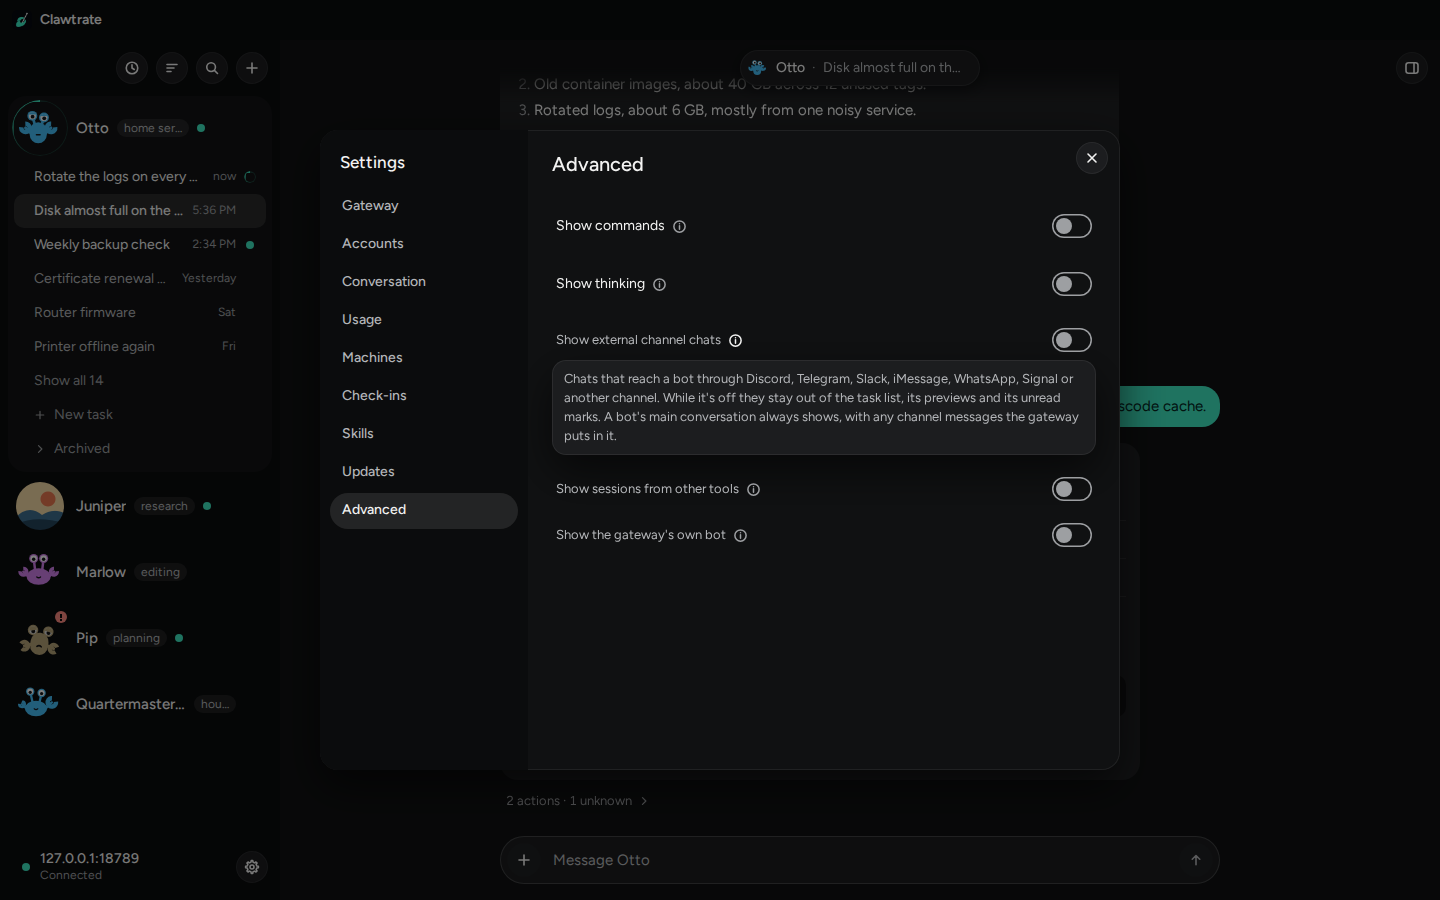 Clawtrate
Otto · Disk almost full on th...
Otto home ser...
Rotate the logs on every ... now
Disk almost full on the ... 5:36 PM
Weekly backup check 2:34 PM
Certificate renewal ... Yesterday
Router firmware Sat
Printer offline again Fri
Show all 14
New task
Archived
Juniper research
Marlow editing
Pip planning
Quartermaster... hou...
127.0.0.1:18789
Connected
2. Old container images, about 40 GB across 12 unused tags.
3. Rotated logs, about 6 GB, mostly from one noisy service.
Settings
Gateway
Accounts
Conversation
Usage
Machines
Check-ins
Skills
Updates
Advanced
Advanced
Show commands
Show thinking
Show external channel chats
Chats that reach a bot through Discord, Telegram, Slack, iMessage, WhatsApp, Signal or
another channel. While it's off they stay out of the task list, its previews and its unread
marks. A bot's main conversation always shows, with any channel messages the gateway
puts in it.
Show sessions from other tools
Show the gateway's own bot
scode cache.
2 actions · 1 unknown
Message Otto